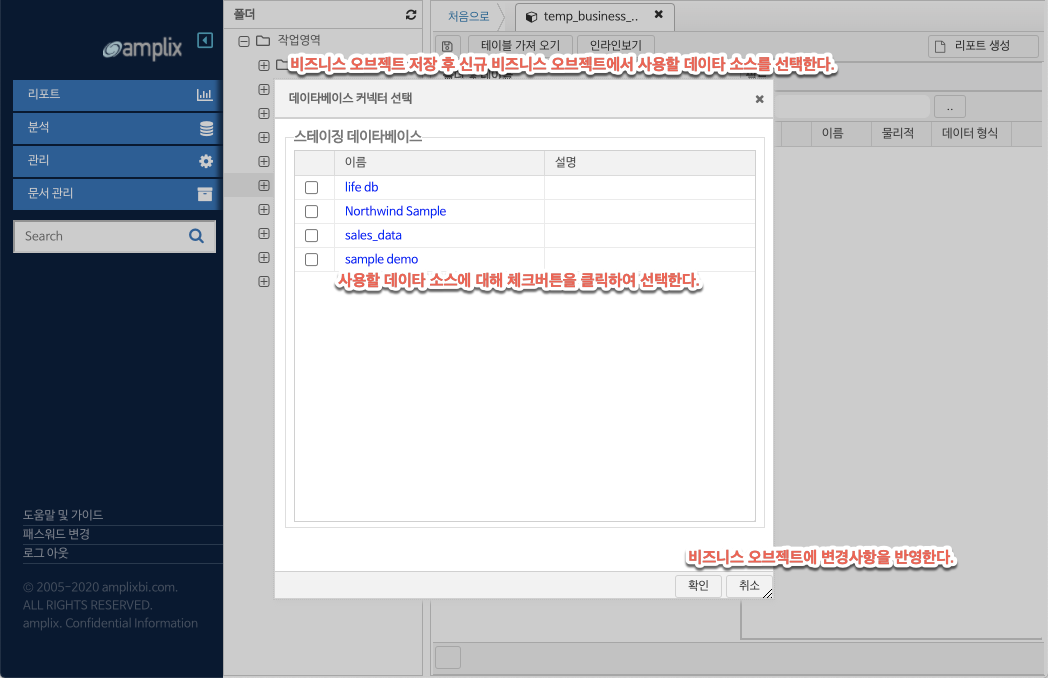 amplix
리포트
분석
관리
문서 관리
Search
도움말 및 가이드
패스워드 변경
로그 아웃
© 2005-2020 amplixbi.com.
ALL RIGHTS RESERVED.
amplix. Confidential Information
폴더
작업영역
처음으로
temp_business_..
테이블 가져 오기
인라인보기
리포트 생성
비즈니스 오브젝트 저장 후 신규 비즈니스 오브젝트에서 사용할 데이타 소스를 선택한다.
..
이름
물리적
데이터 형식
데이타베이스 커넥터 선택
스테이징 데이타베이스
이름
설명
life db
Northwind Sample
sales_data
sample demo
사용할 데이타 소스에 대해 체크버튼을 클릭하여 선택한다.
비즈니스 오브젝트에 변경사항을 반영한다.
확인
취소